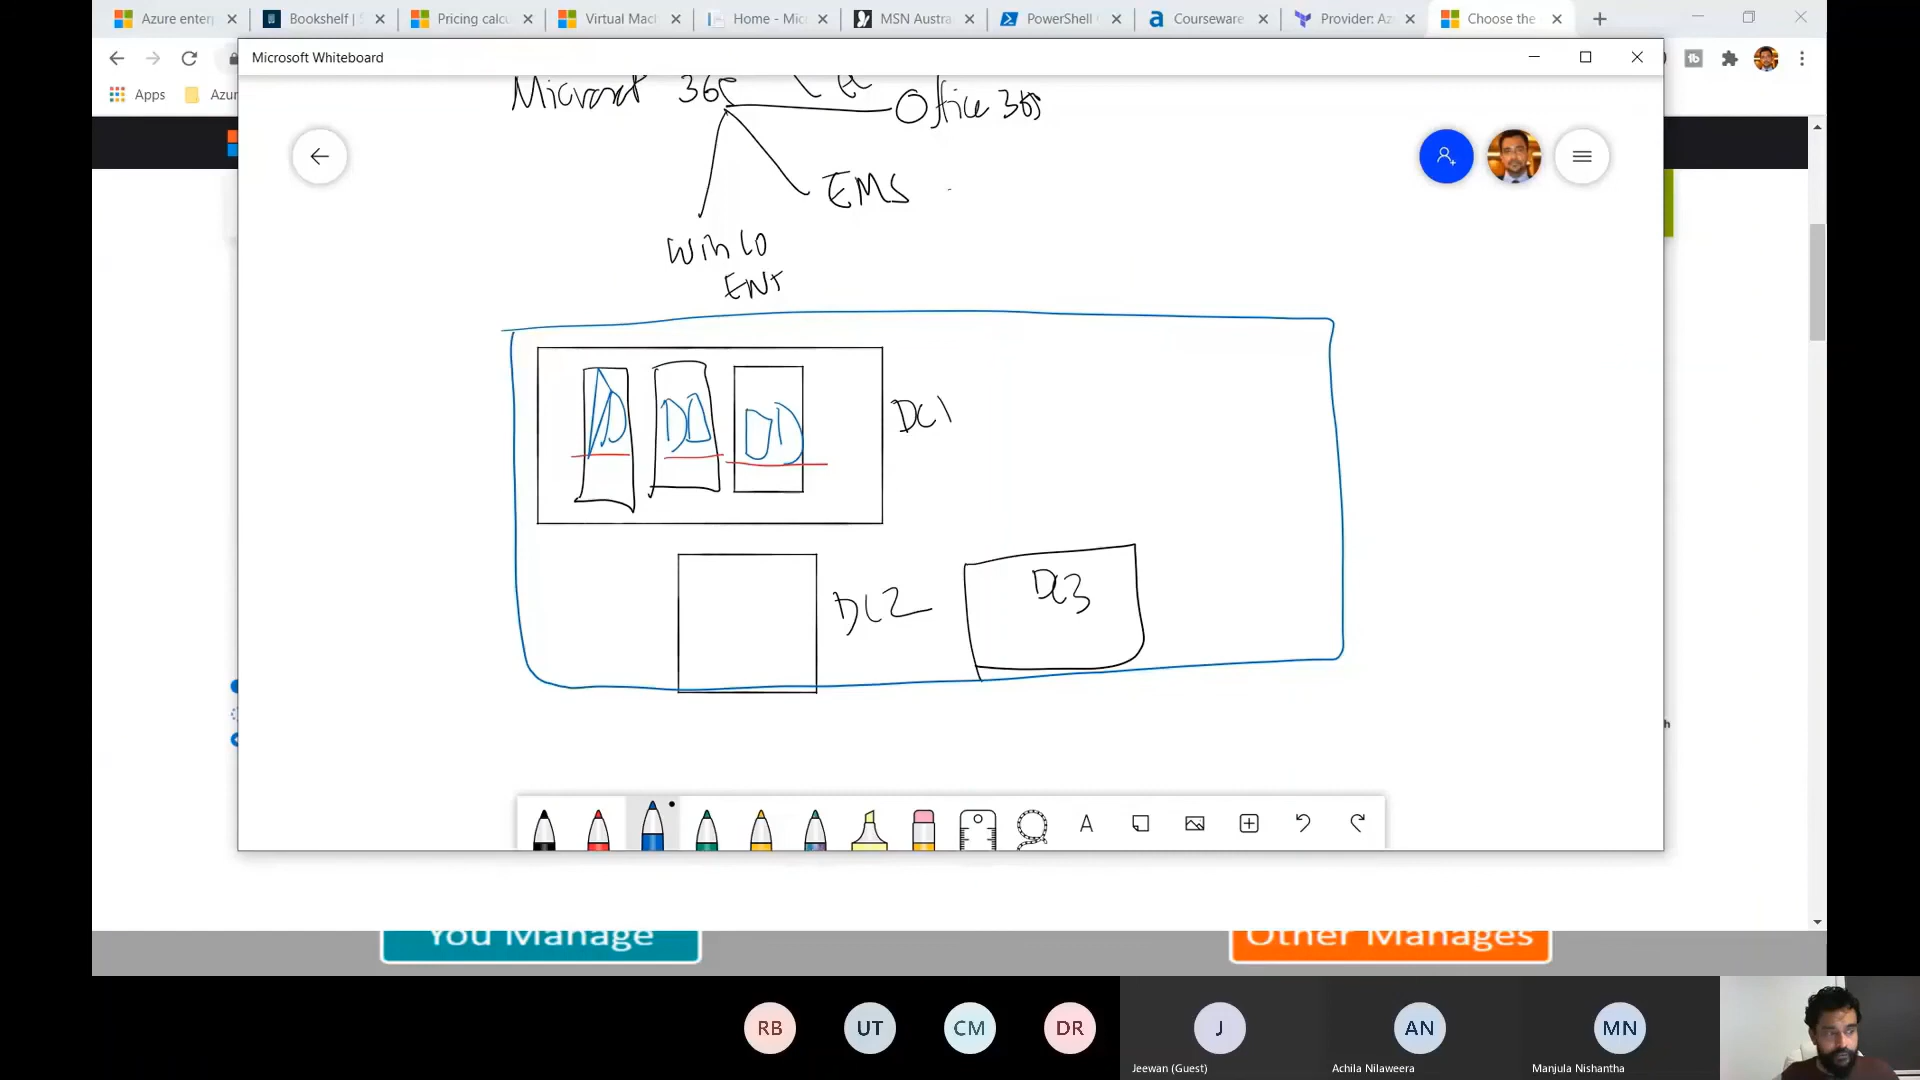 Azure enter
Bookshelf |
Pricing calcu
Virtual Mac
Home - Micr
MSN Austra
PowerShell
Courseware
Provider: Az
Choose the
Apps
Azur
Microsoft Whiteboard
Microsoft 365
Office 365
EMS
Win 10
ENT
DC1
DC2
DC3
A
You Manage
Other Manages
RB
UT
CM
DR
J
AN
MN
Jeewan (Guest)
Achila Nilaweera
Manjula Nishantha